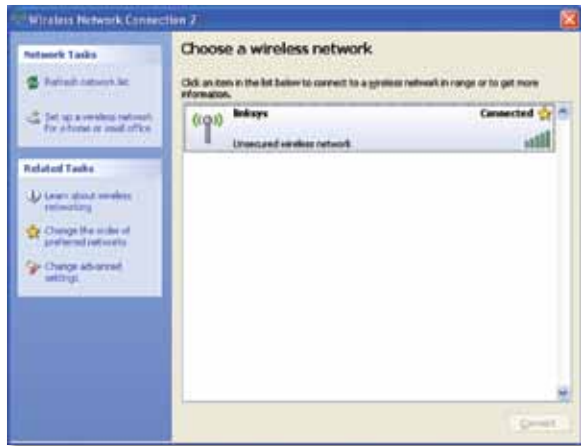 Wireless Network Connection 2
Network Tasks
Refresh network list
Set up a wireless network
for a home or small office
Related Tasks
Learn about wireless
networking
Change the order of
preferred networks
Change advanced
settings
Choose a wireless network
Click an item in the list below to connect to a wireless network in range or to get more
information.
linksys
Connected
Unsecured wireless network
Connect